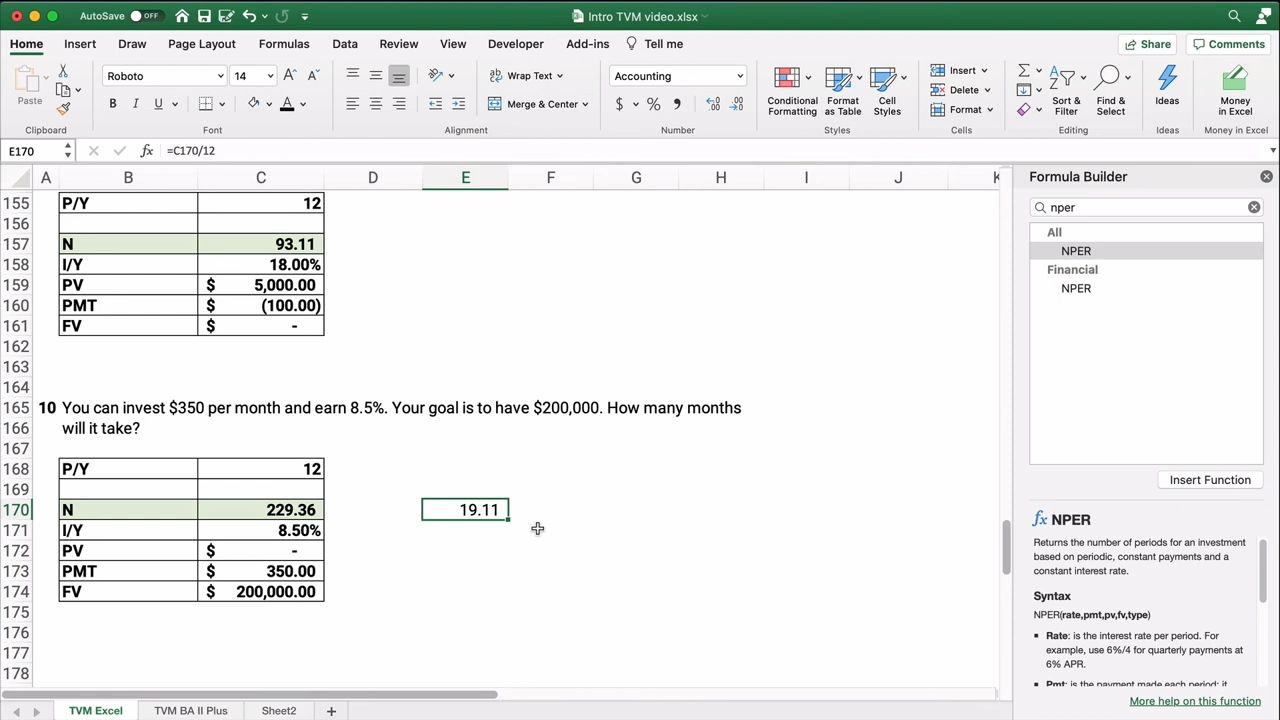 AutoSave OFF
Intro TVM video.xlsx
Home Insert Draw Page Layout Formulas Data Review View Developer Add-ins Tell me Share Comments
Paste Roboto 14 Wrap Text Accounting Insert
B I U A Merge & Center $ % Conditional Formatting Format as Table Cell Styles Delete Format Sort & Filter Find & Select Ideas Money in Excel
Clipboard Font Alignment Number Styles Cells Editing Ideas Money in Excel
E170 fx =C170/12
A B C D E F G H I J K
155 P/Y 12
156
157 N 93.11
158 I/Y 18.00%
159 PV $ 5,000.00
160 PMT $ (100.00)
161 FV $ -
162
163
164
165 10 You can invest $350 per month and earn 8.5%. Your goal is to have $200,000. How many months
166 will it take?
167
168 P/Y 12
169
170 N 229.36 19.11
171 I/Y 8.50%
172 PV $ -
173 PMT $ 350.00
174 FV $ 200,000.00
175
176
177
178
TVM Excel TVM BA II Plus Sheet2 +
Formula Builder
nper
All
NPER
Financial
NPER
Insert Function
fx NPER
Returns the number of periods for an investment
based on periodic, constant payments and a
constant interest rate.
Syntax
NPER(rate,pmt,pv,fv,type)
▪ Rate: is the interest rate per period. For
example, use 6%/4 for quarterly payments at
6% APR.
▪ Pmt: is the payment made each period; it
More help on this function